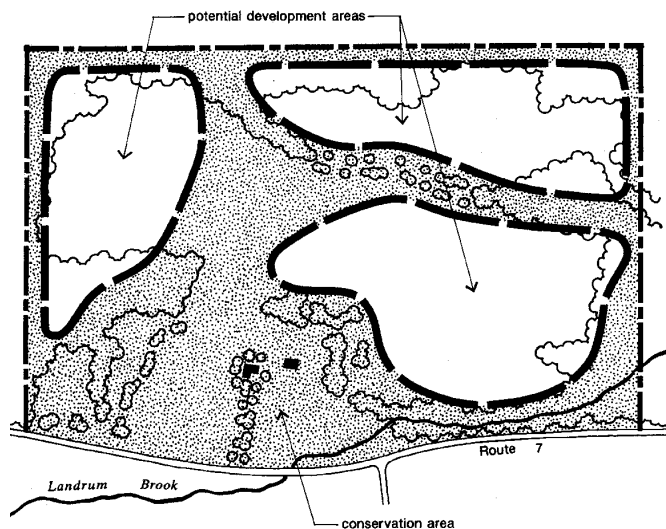 potential development areas
Route 7
Landrum Brook
conservation area